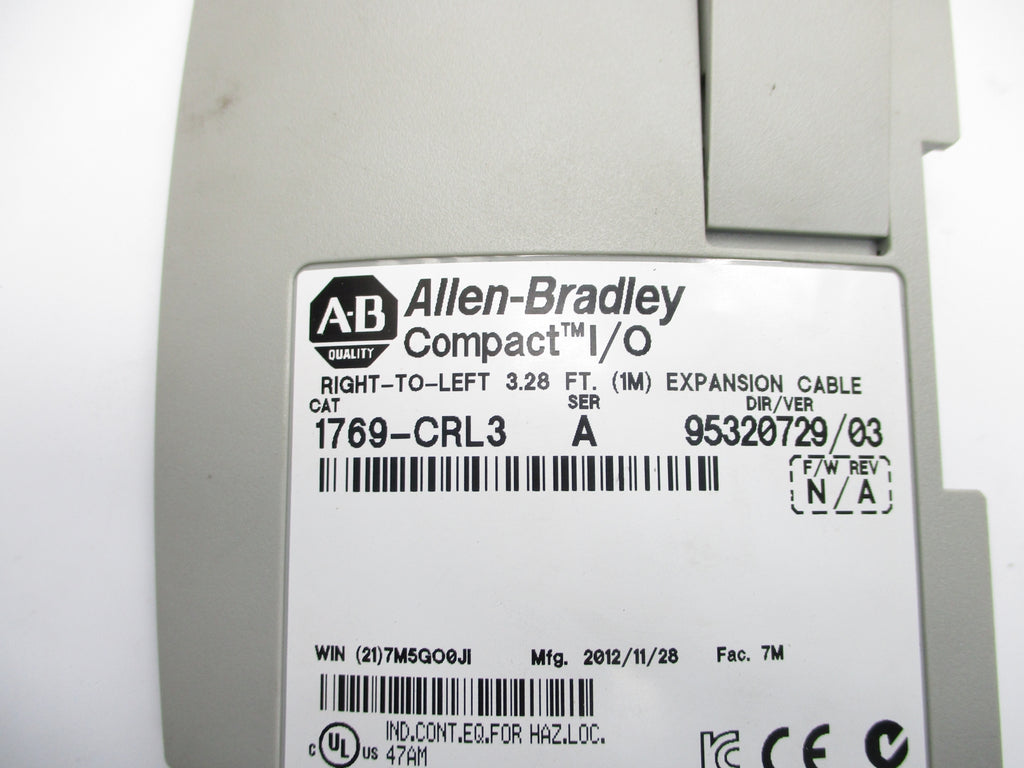 A-B
QUALITY
Allen-Bradley
Compact™ I/O
RIGHT-TO-LEFT 3.28 FT. (1M) EXPANSION CABLE
CAT SER DIR/VER
1769-CRL3 A 95320729/03
F/W REV
N/A
WIN (21)7M5GO0JI Mfg. 2012/11/28 Fac. 7M
C UL US IND.CONT.EQ.FOR HAZ.LOC.
47AM
CE